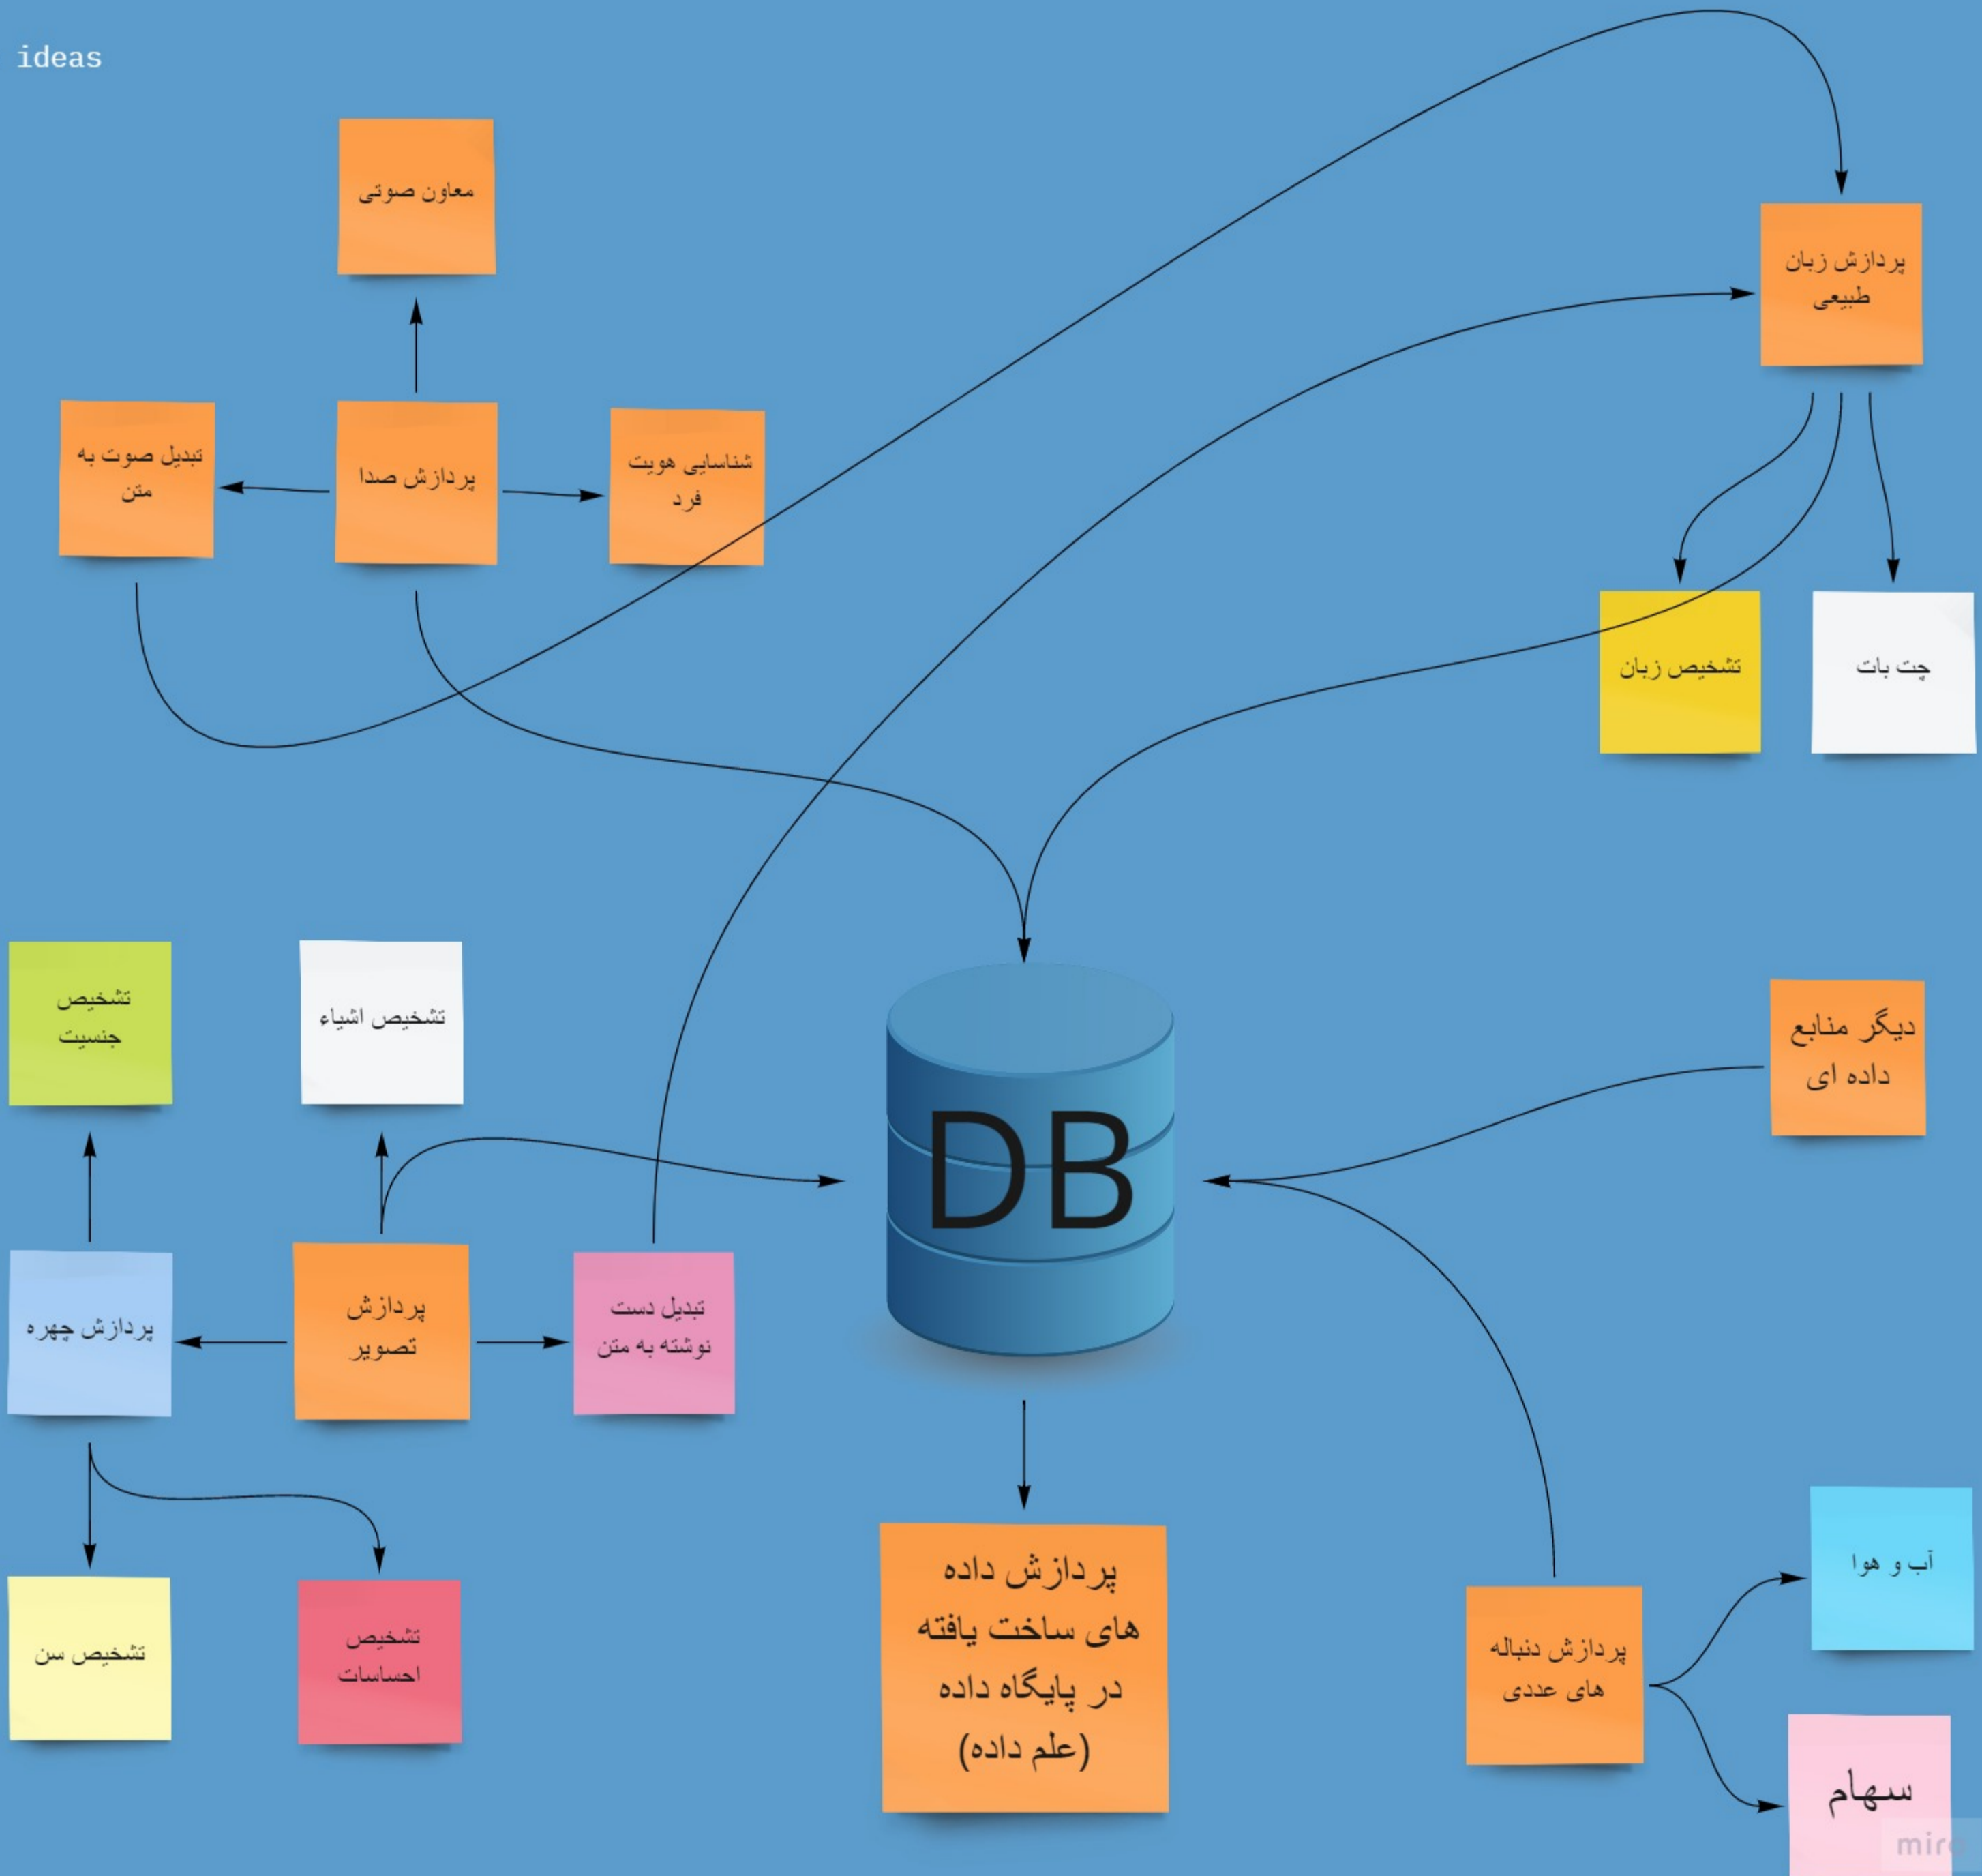 ideas
معاون صوتی
پردازش زبان
طبیعی
تبدیل صوت به
متن
پردازش صدا
شناسایی هویت
فرد
تشخیص زبان
چت بات
تشخیص
جنسیت
تشخیص اشیاء
دیگر منابع
داده ای
DB
پردازش چهره
پردازش
تصویر
تبدیل دست
نوشته به متن
تشخیص سن
تشخیص
احساسات
پردازش داده
های ساخت یافته
در پایگاه داده
(علم داده)
آب و هوا
پردازش دنباله
های عددی
سهام
miro